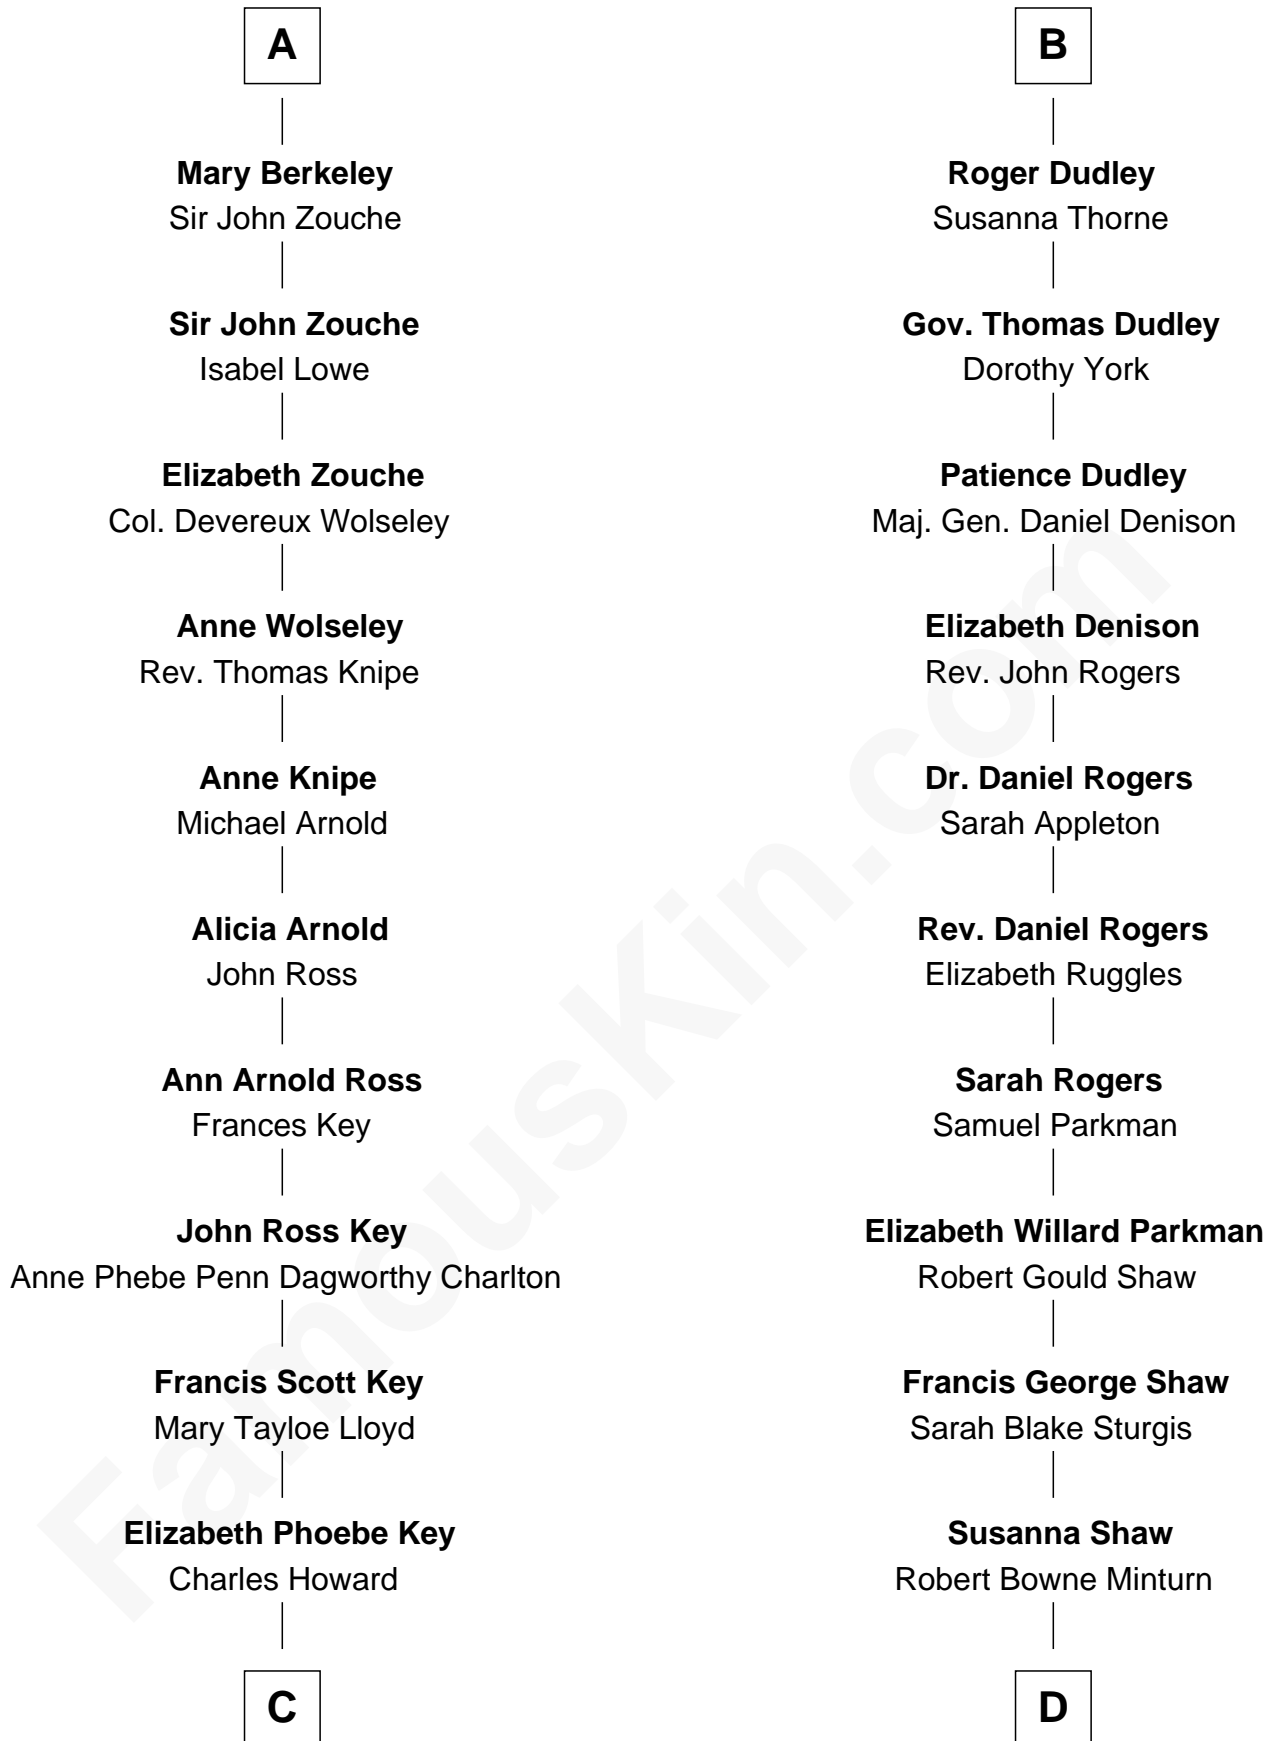 A
Mary Berkeley
Sir John Zouche
Sir John Zouche
Isabel Lowe
Elizabeth Zouche
Col. Devereux Wolseley
Anne Wolseley
Rev. Thomas Knipe
Anne Knipe
Michael Arnold
Alicia Arnold
John Ross
Ann Arnold Ross
Frances Key
John Ross Key
Anne Phebe Penn Dagworthy Charlton
Francis Scott Key
Mary Tayloe Lloyd
Elizabeth Phoebe Key
Charles Howard
C
B
Roger Dudley
Susanna Thorne
Gov. Thomas Dudley
Dorothy York
Patience Dudley
Maj. Gen. Daniel Denison
Elizabeth Denison
Rev. John Rogers
Dr. Daniel Rogers
Sarah Appleton
Rev. Daniel Rogers
Elizabeth Ruggles
Sarah Rogers
Samuel Parkman
Elizabeth Willard Parkman
Robert Gould Shaw
Francis George Shaw
Sarah Blake Sturgis
Susanna Shaw
Robert Bowne Minturn
D
FamousKin.com